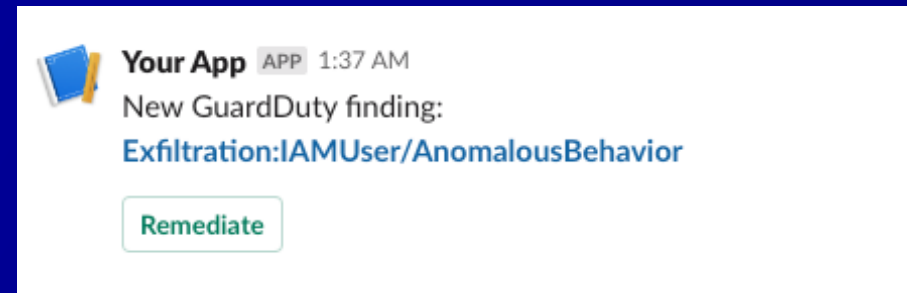 Your App APP 1:37 AM
New GuardDuty finding:
Exfiltration:IAMUser/AnomalousBehavior
Remediate